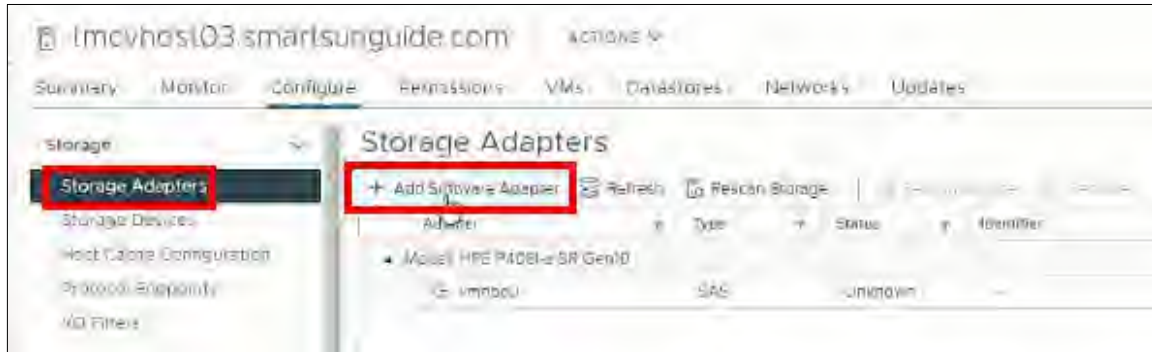 tmcvhost03.smartsunguide.com ACTIONS
Summary Monitor Configure Permissions VMs Datastores Networks Updates
Storage
Storage Adapters
Storage Devices
Host Cache Configuration
Protocol Endpoints
I/O Filters
Storage Adapters
+ Add Software Adapter Refresh Rescan Storage
Adapter Type Status Identifier
Model: HPE P408i-a SR Gen10
vmhba0 SAS Unknown --